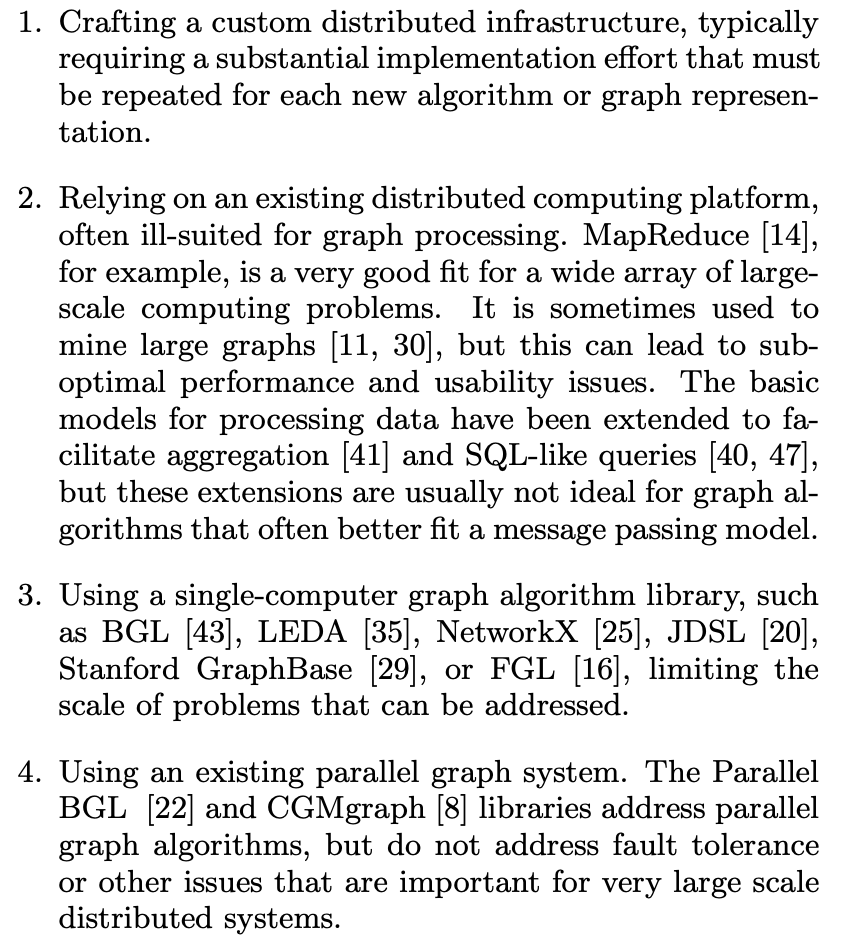 1. Crafting a custom distributed infrastructure, typically
requiring a substantial implementation effort that must
be repeated for each new algorithm or graph represen-
tation.
2. Relying on an existing distributed computing platform,
often ill-suited for graph processing. MapReduce [14],
for example, is a very good fit for a wide array of large-
scale computing problems. It is sometimes used to
mine large graphs [11, 30], but this can lead to sub-
optimal performance and usability issues. The basic
models for processing data have been extended to fa-
cilitate aggregation [41] and SQL-like queries [40, 47],
but these extensions are usually not ideal for graph al-
gorithms that often better fit a message passing model.
3. Using a single-computer graph algorithm library, such
as BGL [43], LEDA [35], NetworkX [25], JDSL [20],
Stanford GraphBase [29], or FGL [16], limiting the
scale of problems that can be addressed.
4. Using an existing parallel graph system. The Parallel
BGL [22] and CGMgraph [8] libraries address parallel
graph algorithms, but do not address fault tolerance
or other issues that are important for very large scale
distributed systems.